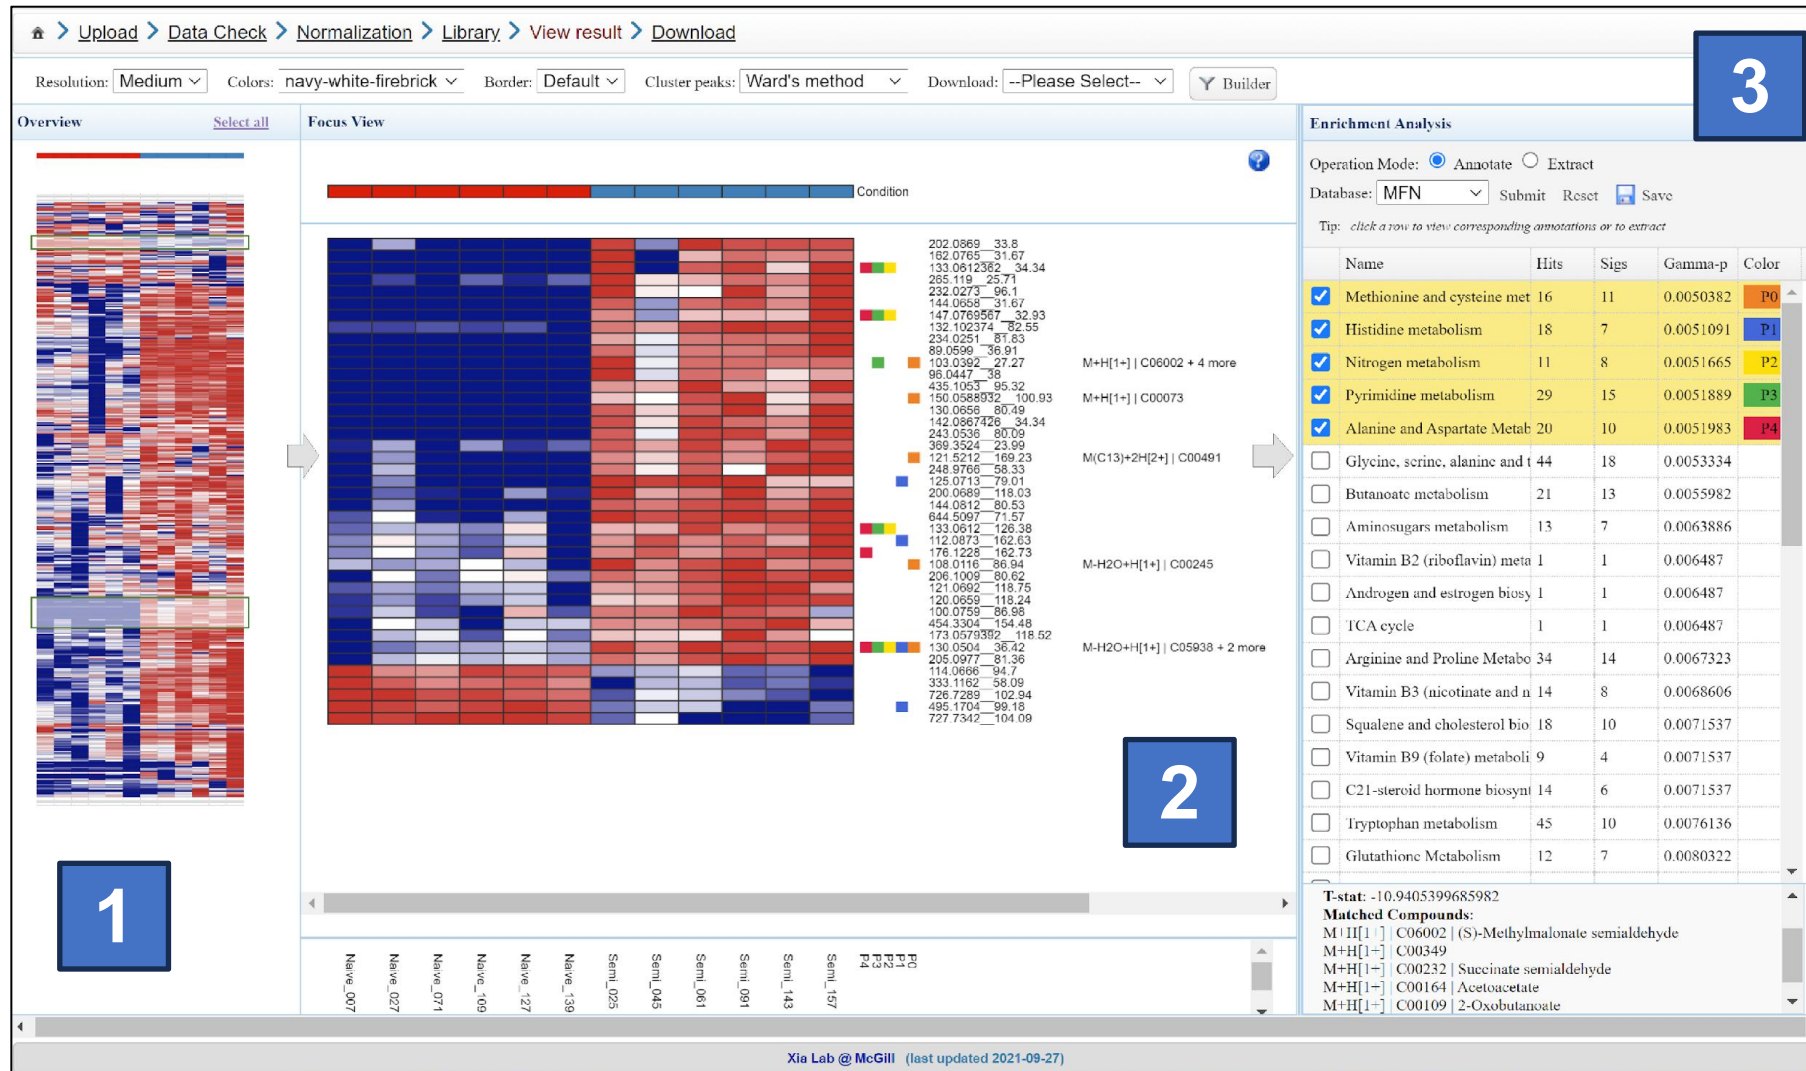 Upload Data Check Normalization Library View result Download
Resolution: Medium Colors: navy-white-firebrick Border: Default Cluster peaks: Ward's method Download: --Please Select-- Builder
3
Overview Select all Focus View Enrichment Analysis
Operation Mode: Annotate Extract
Database: MFN Submit Reset Save
Tip: click a row to view corresponding annotations or to extract
Condition
Name Hits Sigs Gamma-p Color
Methionine and cysteine met 16 11 0.0050382 P0
Histidine metabolism 18 7 0.0051091 P1
Nitrogen metabolism 11 8 0.0051665 P2
Pyrimidine metabolism 29 15 0.0051889 P3
Alanine and Aspartate Metab 20 10 0.0051983 P4
Glycine, serine, alanine and t 44 18 0.0053334
Butanoate metabolism 21 13 0.0055982
Aminosugars metabolism 13 7 0.0063886
Vitamin B2 (riboflavin) meta 1 1 0.006487
Androgen and estrogen biosy 1 1 0.006487
TCA cycle 1 1 0.006487
Arginine and Proline Metabo 34 14 0.0067323
Vitamin B3 (nicotinate and n 14 8 0.0068606
Squalene and cholesterol bio 18 10 0.0071537
Vitamin B9 (folate) metaboli 9 4 0.0071537
C21-steroid hormone biosynt 14 6 0.0071537
Tryptophan metabolism 45 10 0.0076136
Glutathione Metabolism 12 7 0.0080322
202.0869__33.8
162.0765__31.67
133.0612362__34.34
265.119__25.71
232.0273__96.1
144.0658__31.67
147.0769567__32.93
132.102374__82.55
234.0251__81.83
89.0599__36.91
103.0392__27.27 M+H[1+] | C06002 + 4 more
96.0447__38
435.1053__95.32
150.0588932__100.93 M+H[1+] | C00073
130.0656__80.49
142.0867426__34.34
243.0536__80.09
369.3524__23.99
121.5212__169.23 M(C13)+2H[2+] | C00491
248.9766__58.33
125.0713__79.01
200.0689__118.03
144.0812__80.53
644.5097__71.57
133.0612__126.38
112.0873__162.63
176.1228__162.73
108.0116__86.94 M-H2O+H[1+] | C00245
206.1009__80.62
121.0692__118.75
120.0659__118.24
100.0759__86.98
454.3304__154.48
173.0579392__118.52
130.0504__36.42 M-H2O+H[1+] | C05938 + 2 more
205.0977__81.36
114.0666__94.7
333.1162__58.09
726.7289__102.94
495.1704__99.18
727.7342__104.09
2
1
Naive_007 Naive_027 Naive_071 Naive_109 Naive_127 Naive_139 Semi_025 Semi_045 Semi_061 Semi_091 Semi_143 Semi_157 P4 P3 P2 P1 P0
T-stat: -10.9405399685982
Matched Compounds:
M+H[1+] | C06002 | (S)-Methylmalonate semialdehyde
M+H[1+] | C00349
M+H[1+] | C00232 | Succinate semialdehyde
M+H[1+] | C00164 | Acetoacetate
M+H[1+] | C00109 | 2-Oxobutanoate
Xia Lab @ McGill (last updated 2021-09-27)